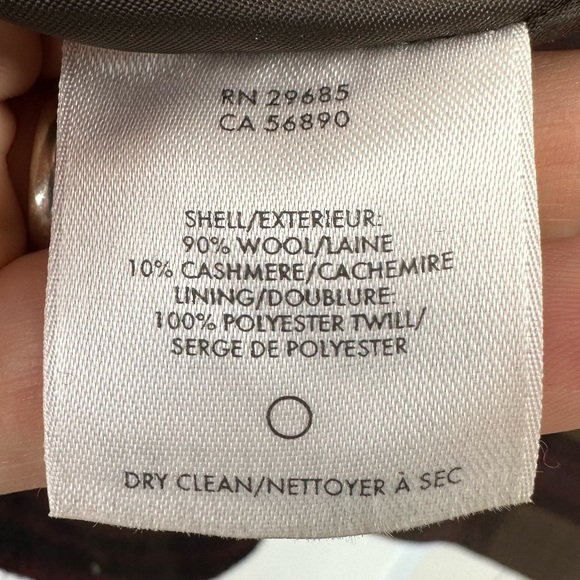 RN 29685
CA 56890
SHELL/EXTERIEUR:
90% WOOL/LAINE
10% CASHMERE/CACHEMIRE
LINING/DOUBLURE:
100% POLYESTER TWILL/
SERGE DE POLYESTER
DRY CLEAN/NETTOYER À SEC